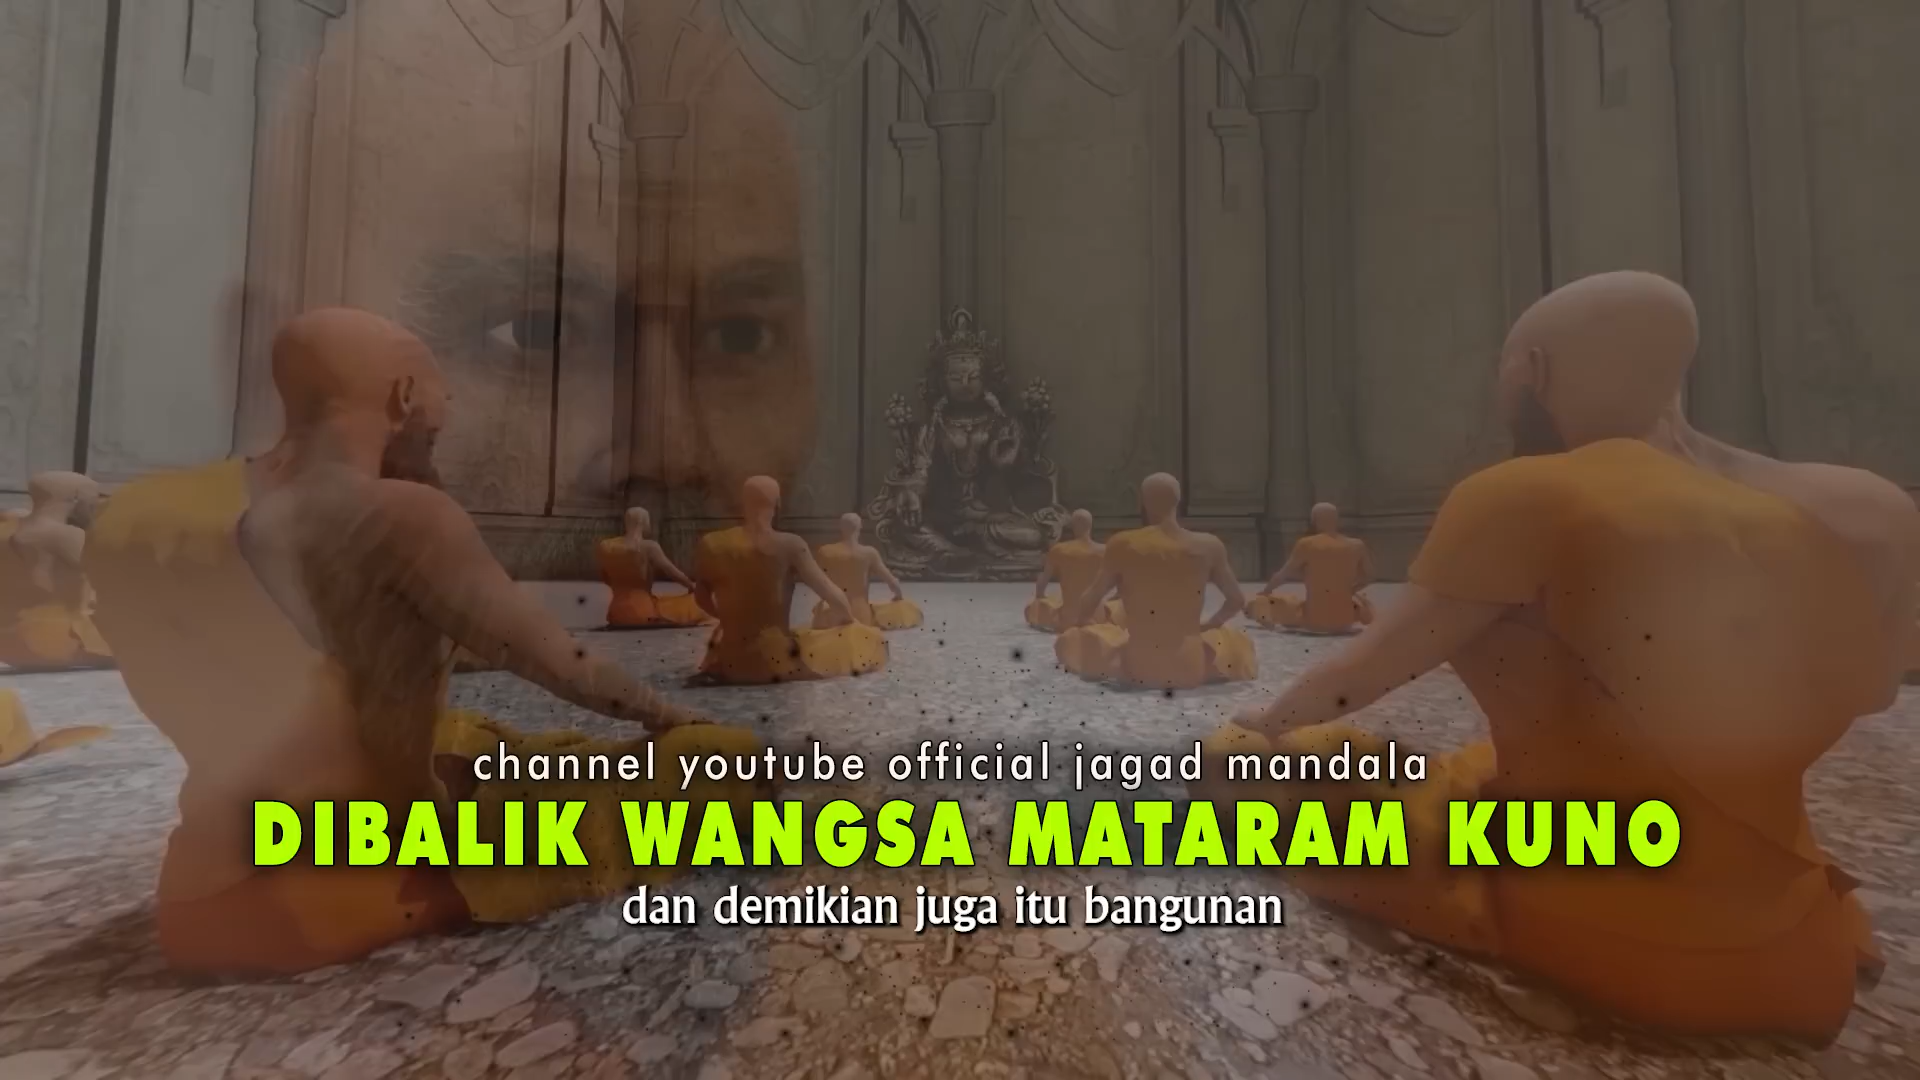 channel youtube official jagad mandala
DIBALIK WANGSA MATARAM KUNO
dan demikian juga itu bangunan